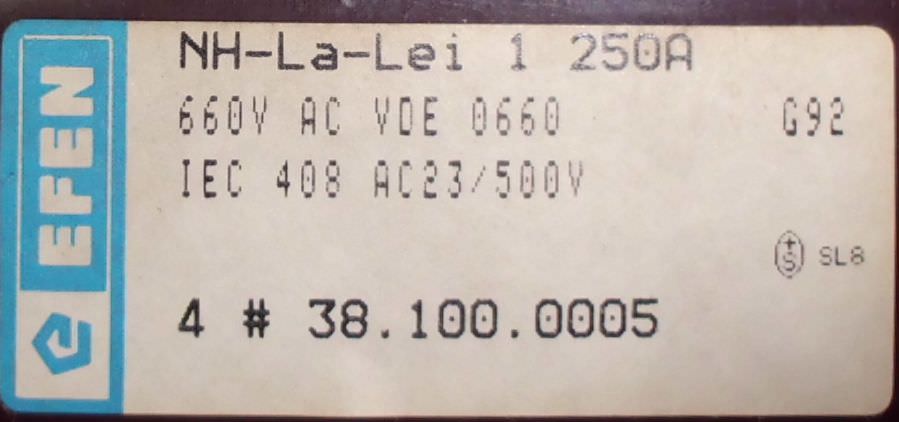 EFEN
NH-La-Lei 1 250A
660V AC VDE 0660 G92
IEC 408 AC23/500V
+S SL8
4 # 38.100.0005